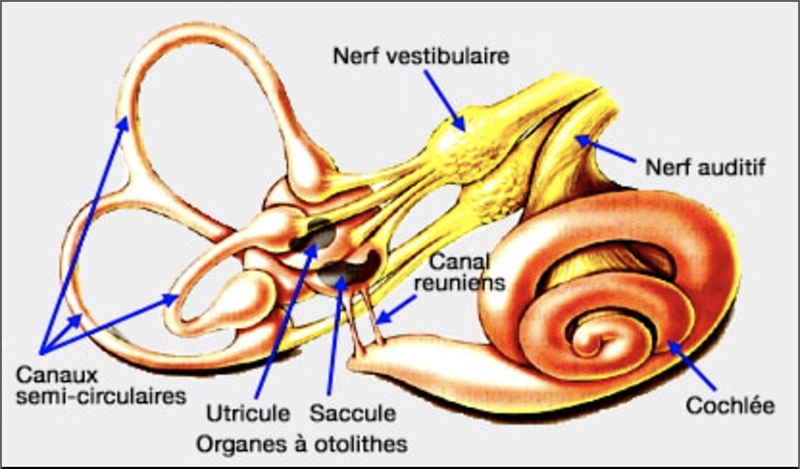 Nerf vestibulaire
Nerf auditif
Canal
reuniens
Canaux
semi-circulaires
Utricule Saccule
Organes à otolithes
Cochlée